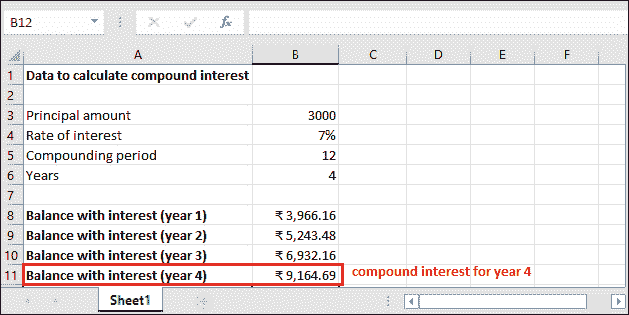 B12 fx
A B C D E F
1 Data to calculate compound interest
2
3 Principal amount 3000
4 Rate of interest 7%
5 Compounding period 12
6 Years 4
7
8 Balance with interest (year 1) ₹ 3,966.16
9 Balance with interest (year 2) ₹ 5,243.48
10 Balance with interest (year 3) ₹ 6,932.16
11 Balance with interest (year 4) ₹ 9,164.69 compound interest for year 4
Sheet1